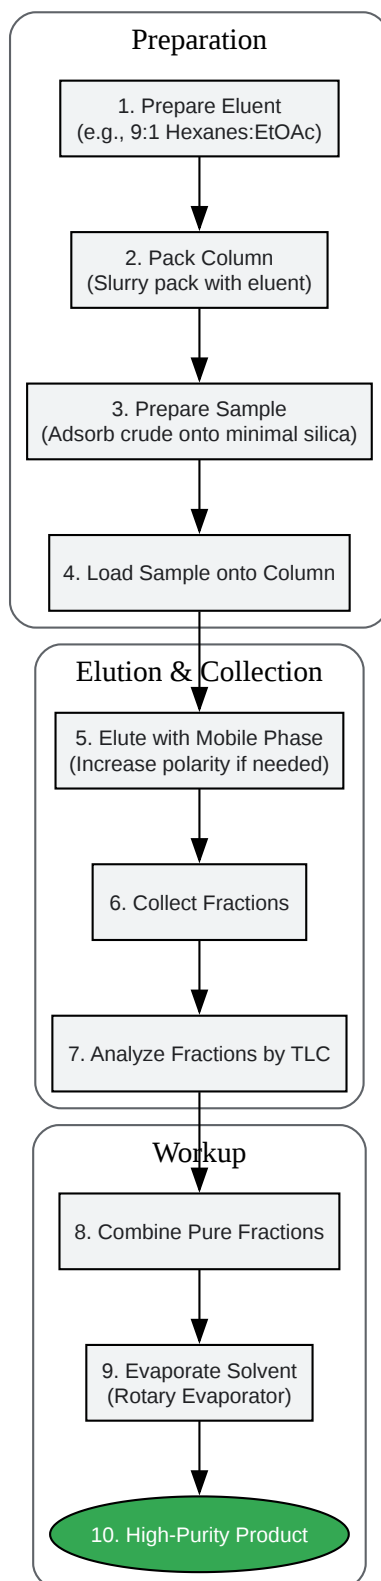 Preparation
1. Prepare Eluent
(e.g., 9:1 Hexanes:EtOAc)
2. Pack Column
(Slurry pack with eluent)
3. Prepare Sample
(Adsorb crude onto minimal silica)
4. Load Sample onto Column
Elution & Collection
5. Elute with Mobile Phase
(Increase polarity if needed)
6. Collect Fractions
7. Analyze Fractions by TLC
Workup
8. Combine Pure Fractions
9. Evaporate Solvent
(Rotary Evaporator)
10. High-Purity Product